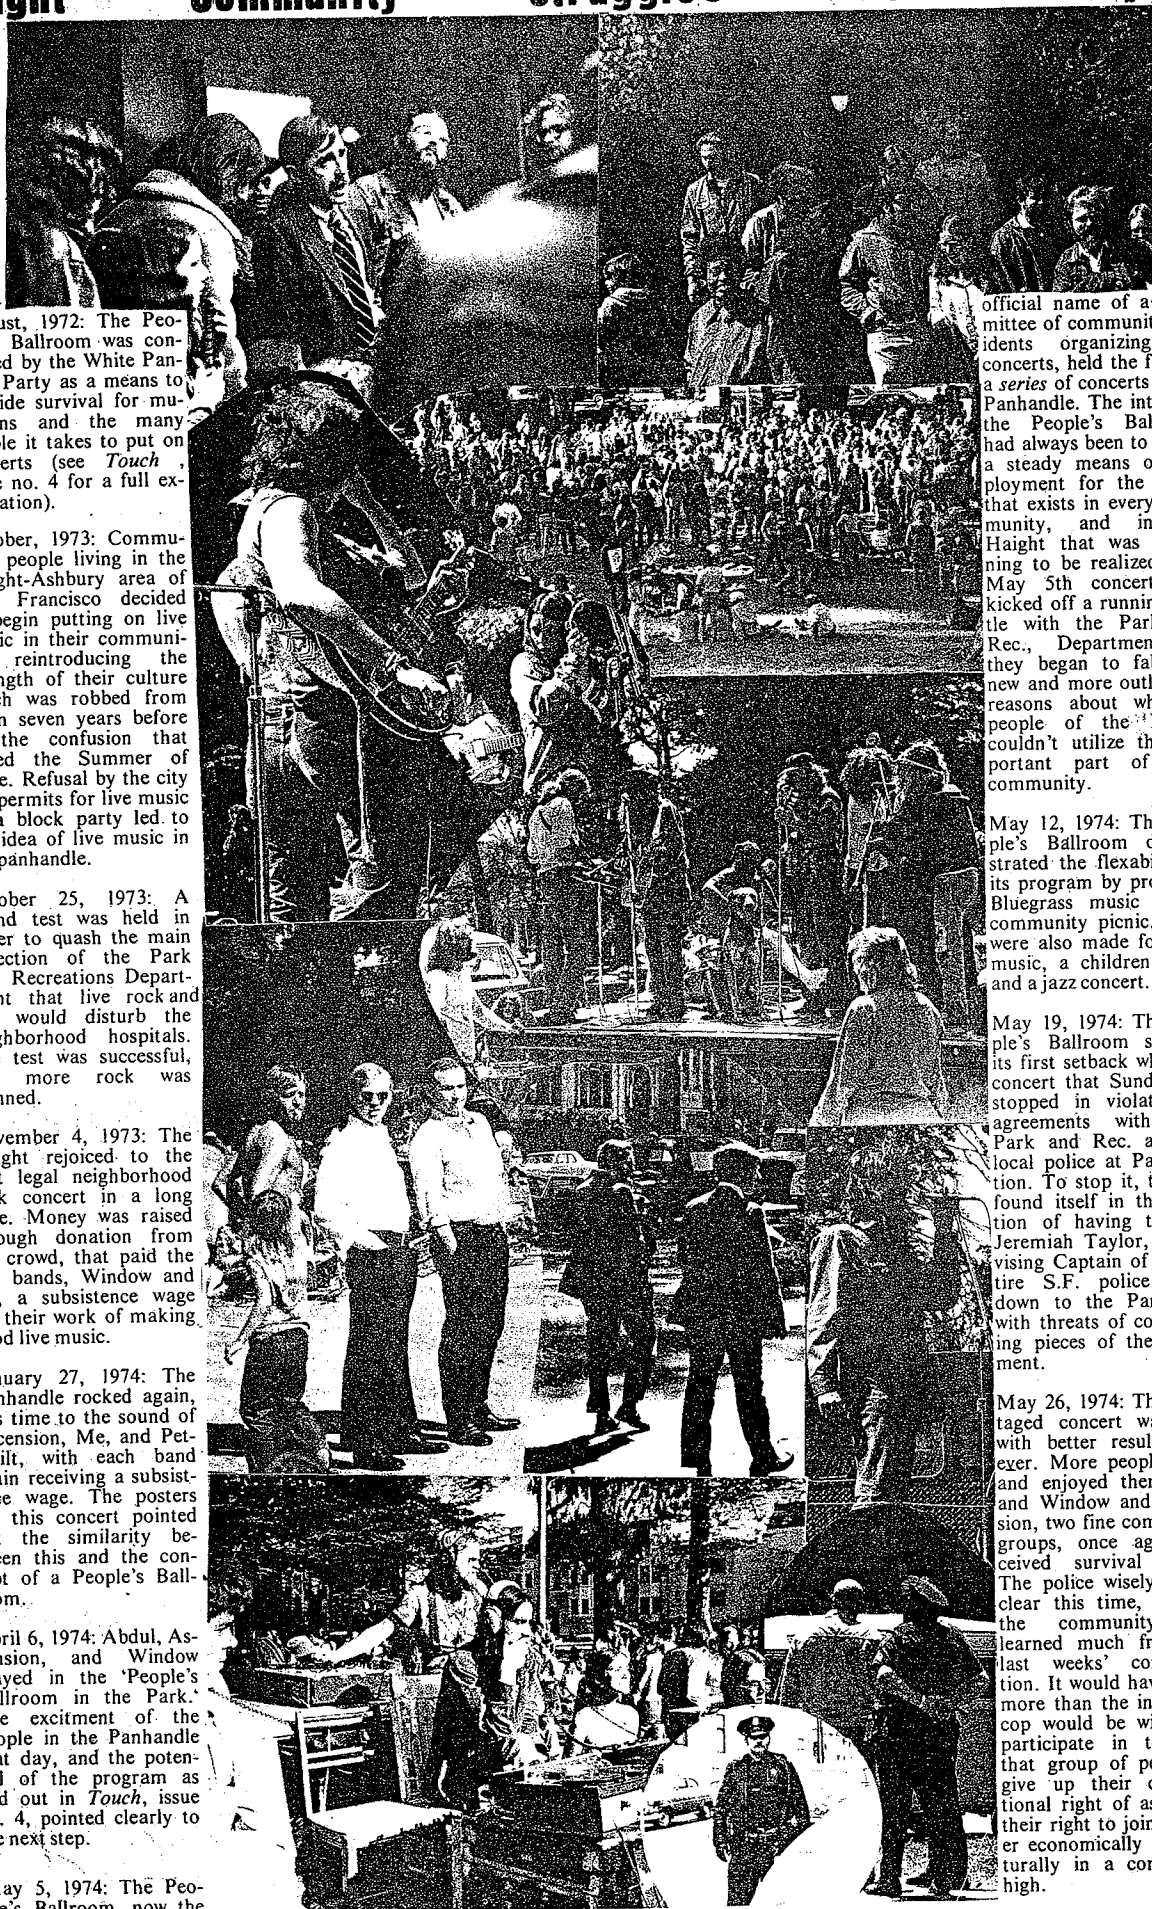 ight Community Struggles
ust, 1972: The Peo-
Ballroom was con-
ed by the White Pan-
Party as a means to
ide survival for mu-
ns and the many
le it takes to put on
erts (see Touch ,
e no. 4 for a full ex-
ation).
ober, 1973: Commu-
people living in the
ght-Ashbury area of
Francisco decided
begin putting on live
ic in their communi-
reintroducing the
ngth of their culture
ch was robbed from
n seven years before
the confusion that
ed the Summer of
e. Refusal by the city
permits for live music
a block party led to
idea of live music in
panhandle.
ober 25, 1973: A
nd test was held in
er to quash the main
ection of the Park
Recreations Depart-
nt that live rock and
would disturb the
ghborhood hospitals.
test was successful,
more rock was
nned.
vember 4, 1973: The
ght rejoiced to the
t legal neighborhood
k concert in a long
e. Money was raised
ough donation from
crowd, that paid the
bands, Window and
, a subsistence wage
their work of making
od live music.
nuary 27, 1974: The
nhandle rocked again,
s time to the sound of
cension, Me, and Pet-
ilt, with each band
ain receiving a subsist-
e wage. The posters
this concert pointed
the similarity be-
een this and the con-
pt of a People's Ball-
om.
ril 6, 1974: Abdul, As-
nsion, and Window
ayed in the 'People's
llroom in the Park.'
e excitment of the
ople in the Panhandle
at day, and the poten-
l of the program as
d out in Touch, issue
. 4, pointed clearly to
e next step.
ay 5, 1974: The Peo-
e's Ballroom, now the
official name of a
mittee of communit
idents organizing
concerts, held the f
a series of concerts
Panhandle. The int
the People's Bal
had always been to
a steady means o
ployment for the
that exists in every
munity, and in
Haight that was
ning to be realized
May 5th concert
kicked off a runnin
tle with the Park
Rec., Departmen
they began to fal
new and more outl
reasons about wh
people of the
couldn't utilize th
portant part of
community.
May 12, 1974: Th
ple's Ballroom d
strated the flexabi
its program by pro
Bluegrass music
community picnic.
were also made fo
music, a children
and a jazz concert.
May 19, 1974: Th
ple's Ballroom s
its first setback wh
concert that Sund
stopped in violat
agreements with
Park and Rec. a
local police at Pa
tion. To stop it, t
found itself in th
tion of having t
Jeremiah Taylor,
vising Captain of
tire S.F. police
down to the Par
with threats of co
ing pieces of the
ment.
May 26, 1974: Th
taged concert wa
with better resul
ever. More peopl
and enjoyed then
and Window and
sion, two fine com
groups, once ag
ceived survival
The police wisely
clear this time,
the community
learned much fr
last weeks' co
tion. It would hav
more than the in
cop would be wi
participate in t
that group of pe
give up their c
tional right of as
their right to join
er economically
turally in a con
high.